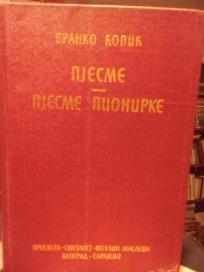 БРАНКО ЋОПИЋ
ПЈЕСМЕ
ПЈЕСМЕ ПИОНИРКЕ
ПРОСВЕТА-СВЈЕТЛОСТ-ВЕСЕЛИН МАСЛЕША
БЕОГРАД-САРАЈЕВО